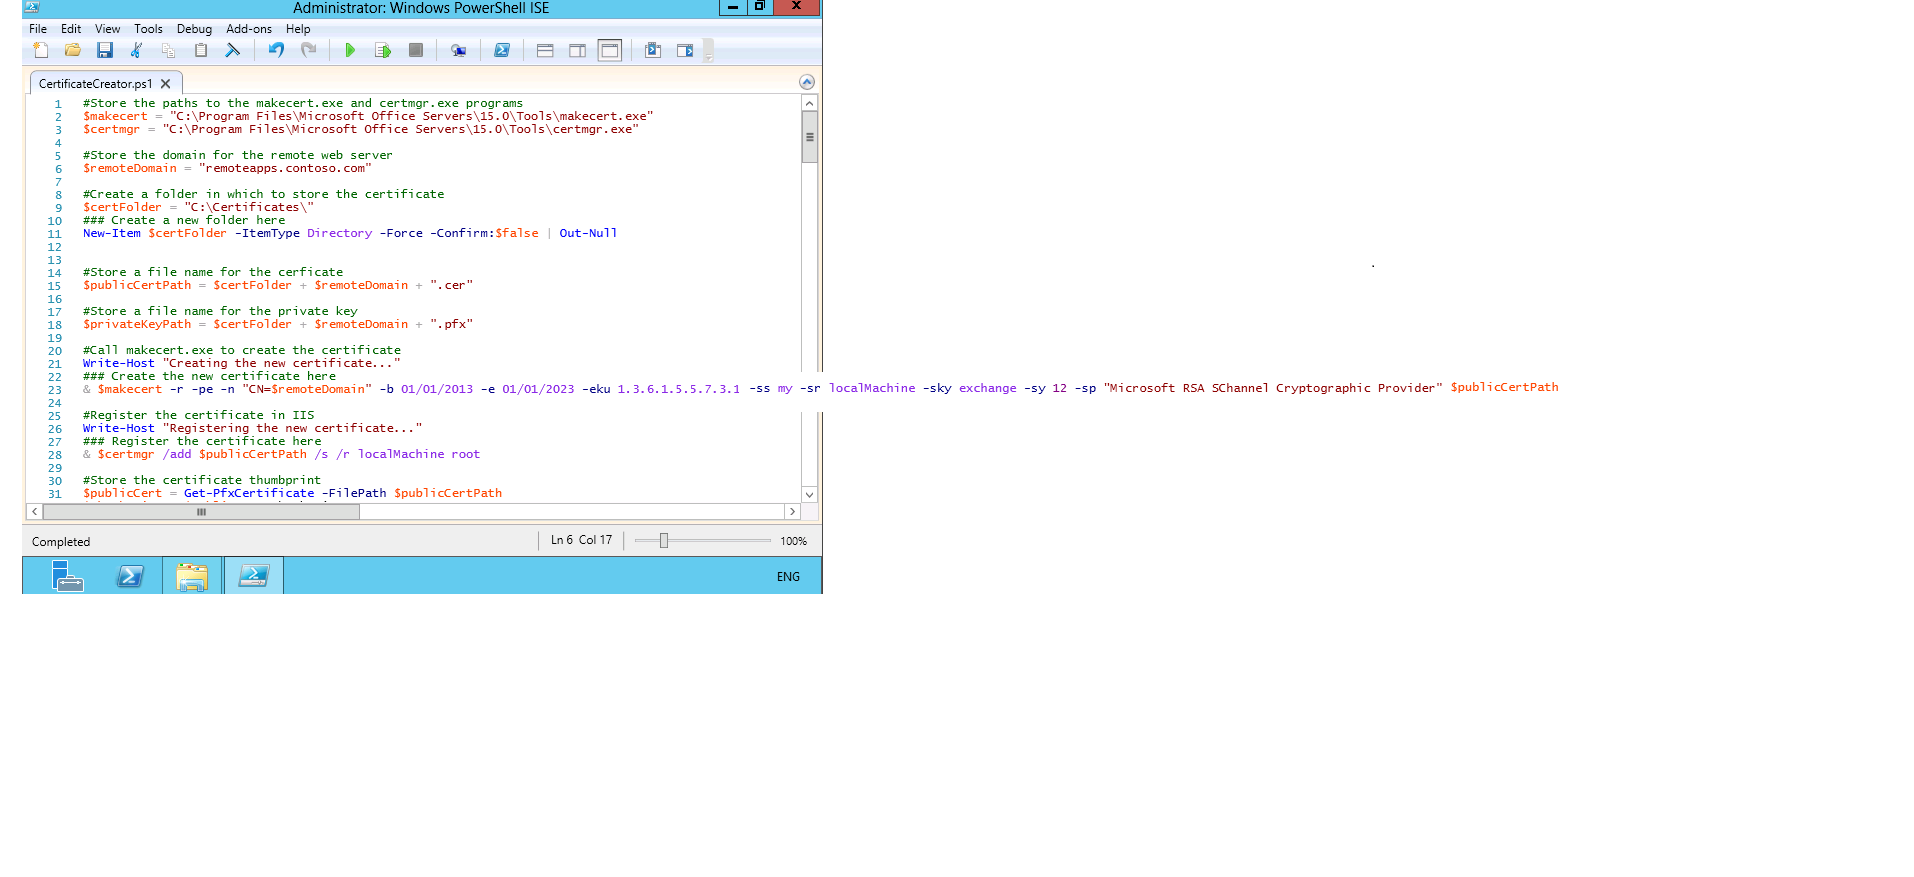 Administrator: Windows PowerShell ISE
File Edit View Tools Debug Add-ons Help
CertificateCreator.ps1
1 #Store the paths to the makecert.exe and certmgr.exe programs
2 $makecert = "C:\Program Files\Microsoft Office Servers\15.0\Tools\makecert.exe"
3 $certmgr = "C:\Program Files\Microsoft Office Servers\15.0\Tools\certmgr.exe"
4
5 #Store the domain for the remote web server
6 $remoteDomain = "remoteapps.contoso.com"
7
8 #Create a folder in which to store the certificate
9 $certFolder = "C:\Certificates\"
10 ### Create a new folder here
11 New-Item $certFolder -ItemType Directory -Force -Confirm:$false | Out-Null
12
13
14 #Store a file name for the cerficate
15 $publicCertPath = $certFolder + $remoteDomain + ".cer"
16
17 #Store a file name for the private key
18 $privateKeyPath = $certFolder + $remoteDomain + ".pfx"
19
20 #Call makecert.exe to create the certificate
21 Write-Host "Creating the new certificate..."
22 ### Create the new certificate here
23 & $makecert -r -pe -n "CN=$remoteDomain" -b 01/01/2013 -e 01/01/2023 -eku 1.3.6.1.5.5.7.3.1 -ss my -sr localMachine -sky exchange -sy 12 -sp "Microsoft RSA SChannel Cryptographic Provider" $publicCertPath
24
25 #Register the certificate in IIS
26 Write-Host "Registering the new certificate..."
27 ### Register the certificate here
28 & $certmgr /add $publicCertPath /s /r localMachine root
29
30 #Store the certificate thumbprint
31 $publicCert = Get-PfxCertificate -FilePath $publicCertPath
Completed
Ln 6 Col 17
100%
ENG